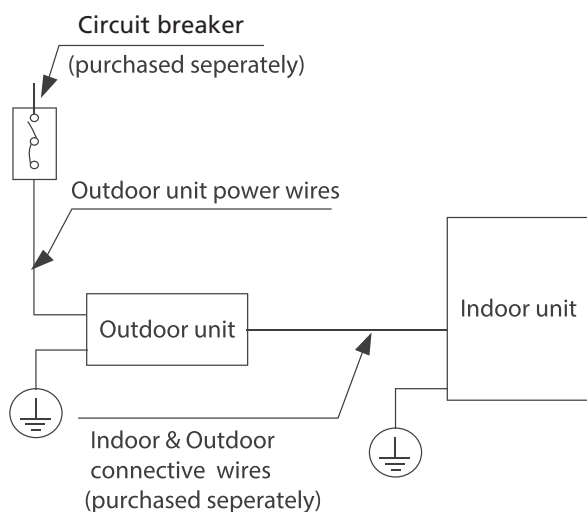 Circuit breaker
(purchased seperately)
Outdoor unit power wires
Outdoor unit
Indoor unit
Indoor & Outdoor
connective wires
(purchased seperately)